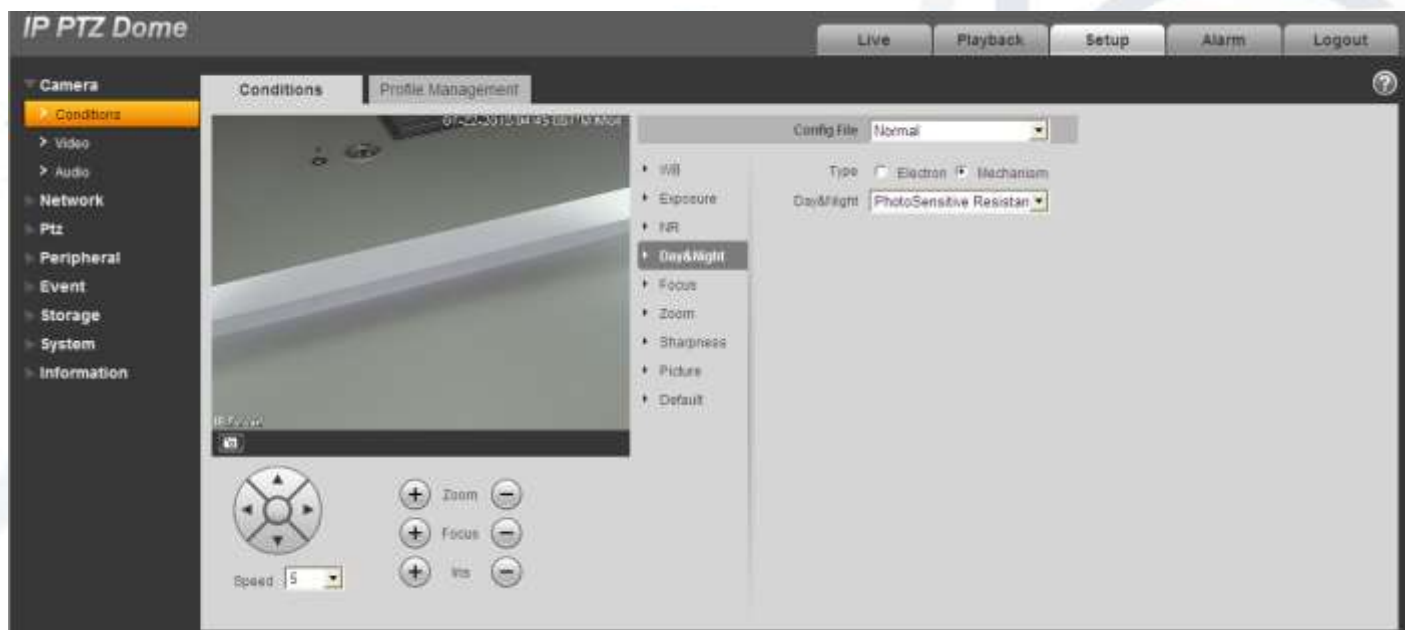 IP PTZ Dome
Live
Playback
Setup
Alarm
Logout
Camera
Conditions
Video
Audio
Network
Ptz
Peripheral
Event
Storage
System
Information
Conditions
Profile Management
Config File
Normal
WB
Exposure
NR
Day&Night
Focus
Zoom
Sharpness
Picture
Default
Type
Electron
Mechanism
Day&Night
PhotoSensitive Resistan
Zoom
Focus
Iris
Speed
5